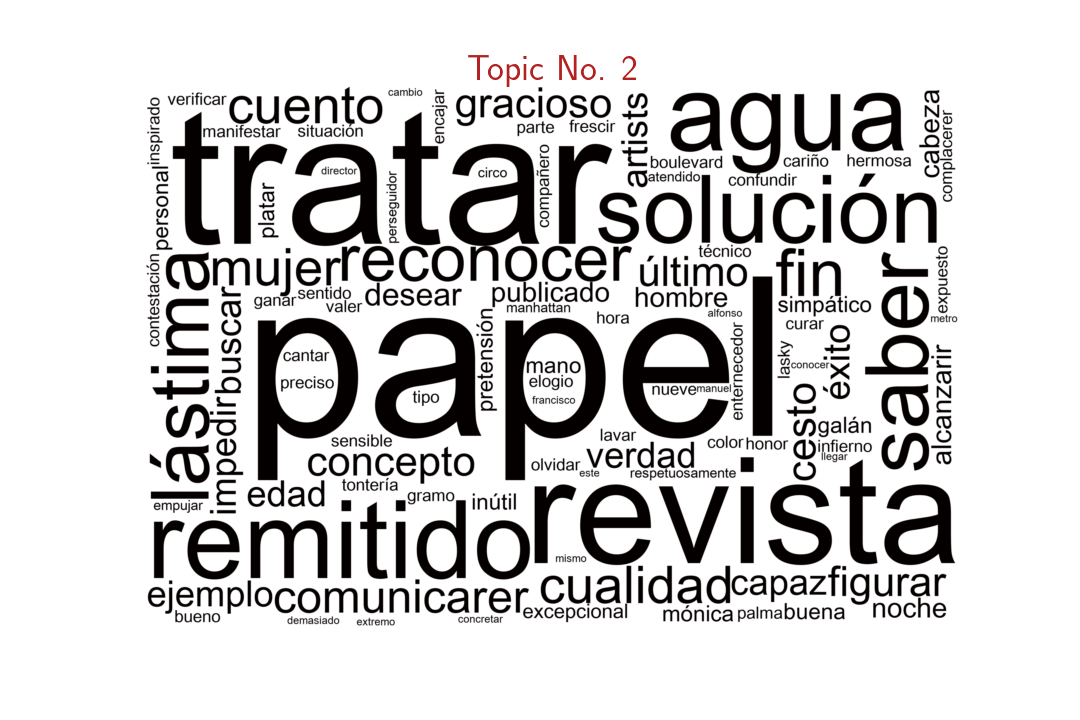 Topic No. 2
verificar
cuento
cambio
encajar
gracioso
artists
agua
cabeza
inspirado
manifestar
situación
parte
frescir
boulevard
cariño
hermosa
complacerer
tratar
director
circo
atendido
confundir
personal
platar
perseguidor
compañero
solución
contestación
lástima
mujer
reconocer
técnico
último
fin
saber
expuesto
buscar
ganar
sentido
valer
desear
publicado
manhattan
hombre
hora
alfonso
simpático
curar
metro
papel
pretensión
enternecedor
lasky
conocer
éxito
alcanzarir
cantar
preciso
tipo
mano
elogio
francisco
nueve
manuel
impedir
cesto
galán
sensible
lavar
color
honor
infierno
llegar
concepto
olvidar
este
verdad
respetuosamente
tontería
empujar
edad
gramo
inútil
remitido
revista
mismo
ejemplo
comunicarer
cualidad
capaz
figurar
bueno
demasiado
extremo
concretar
excepcional
mónica
palma
buena
noche